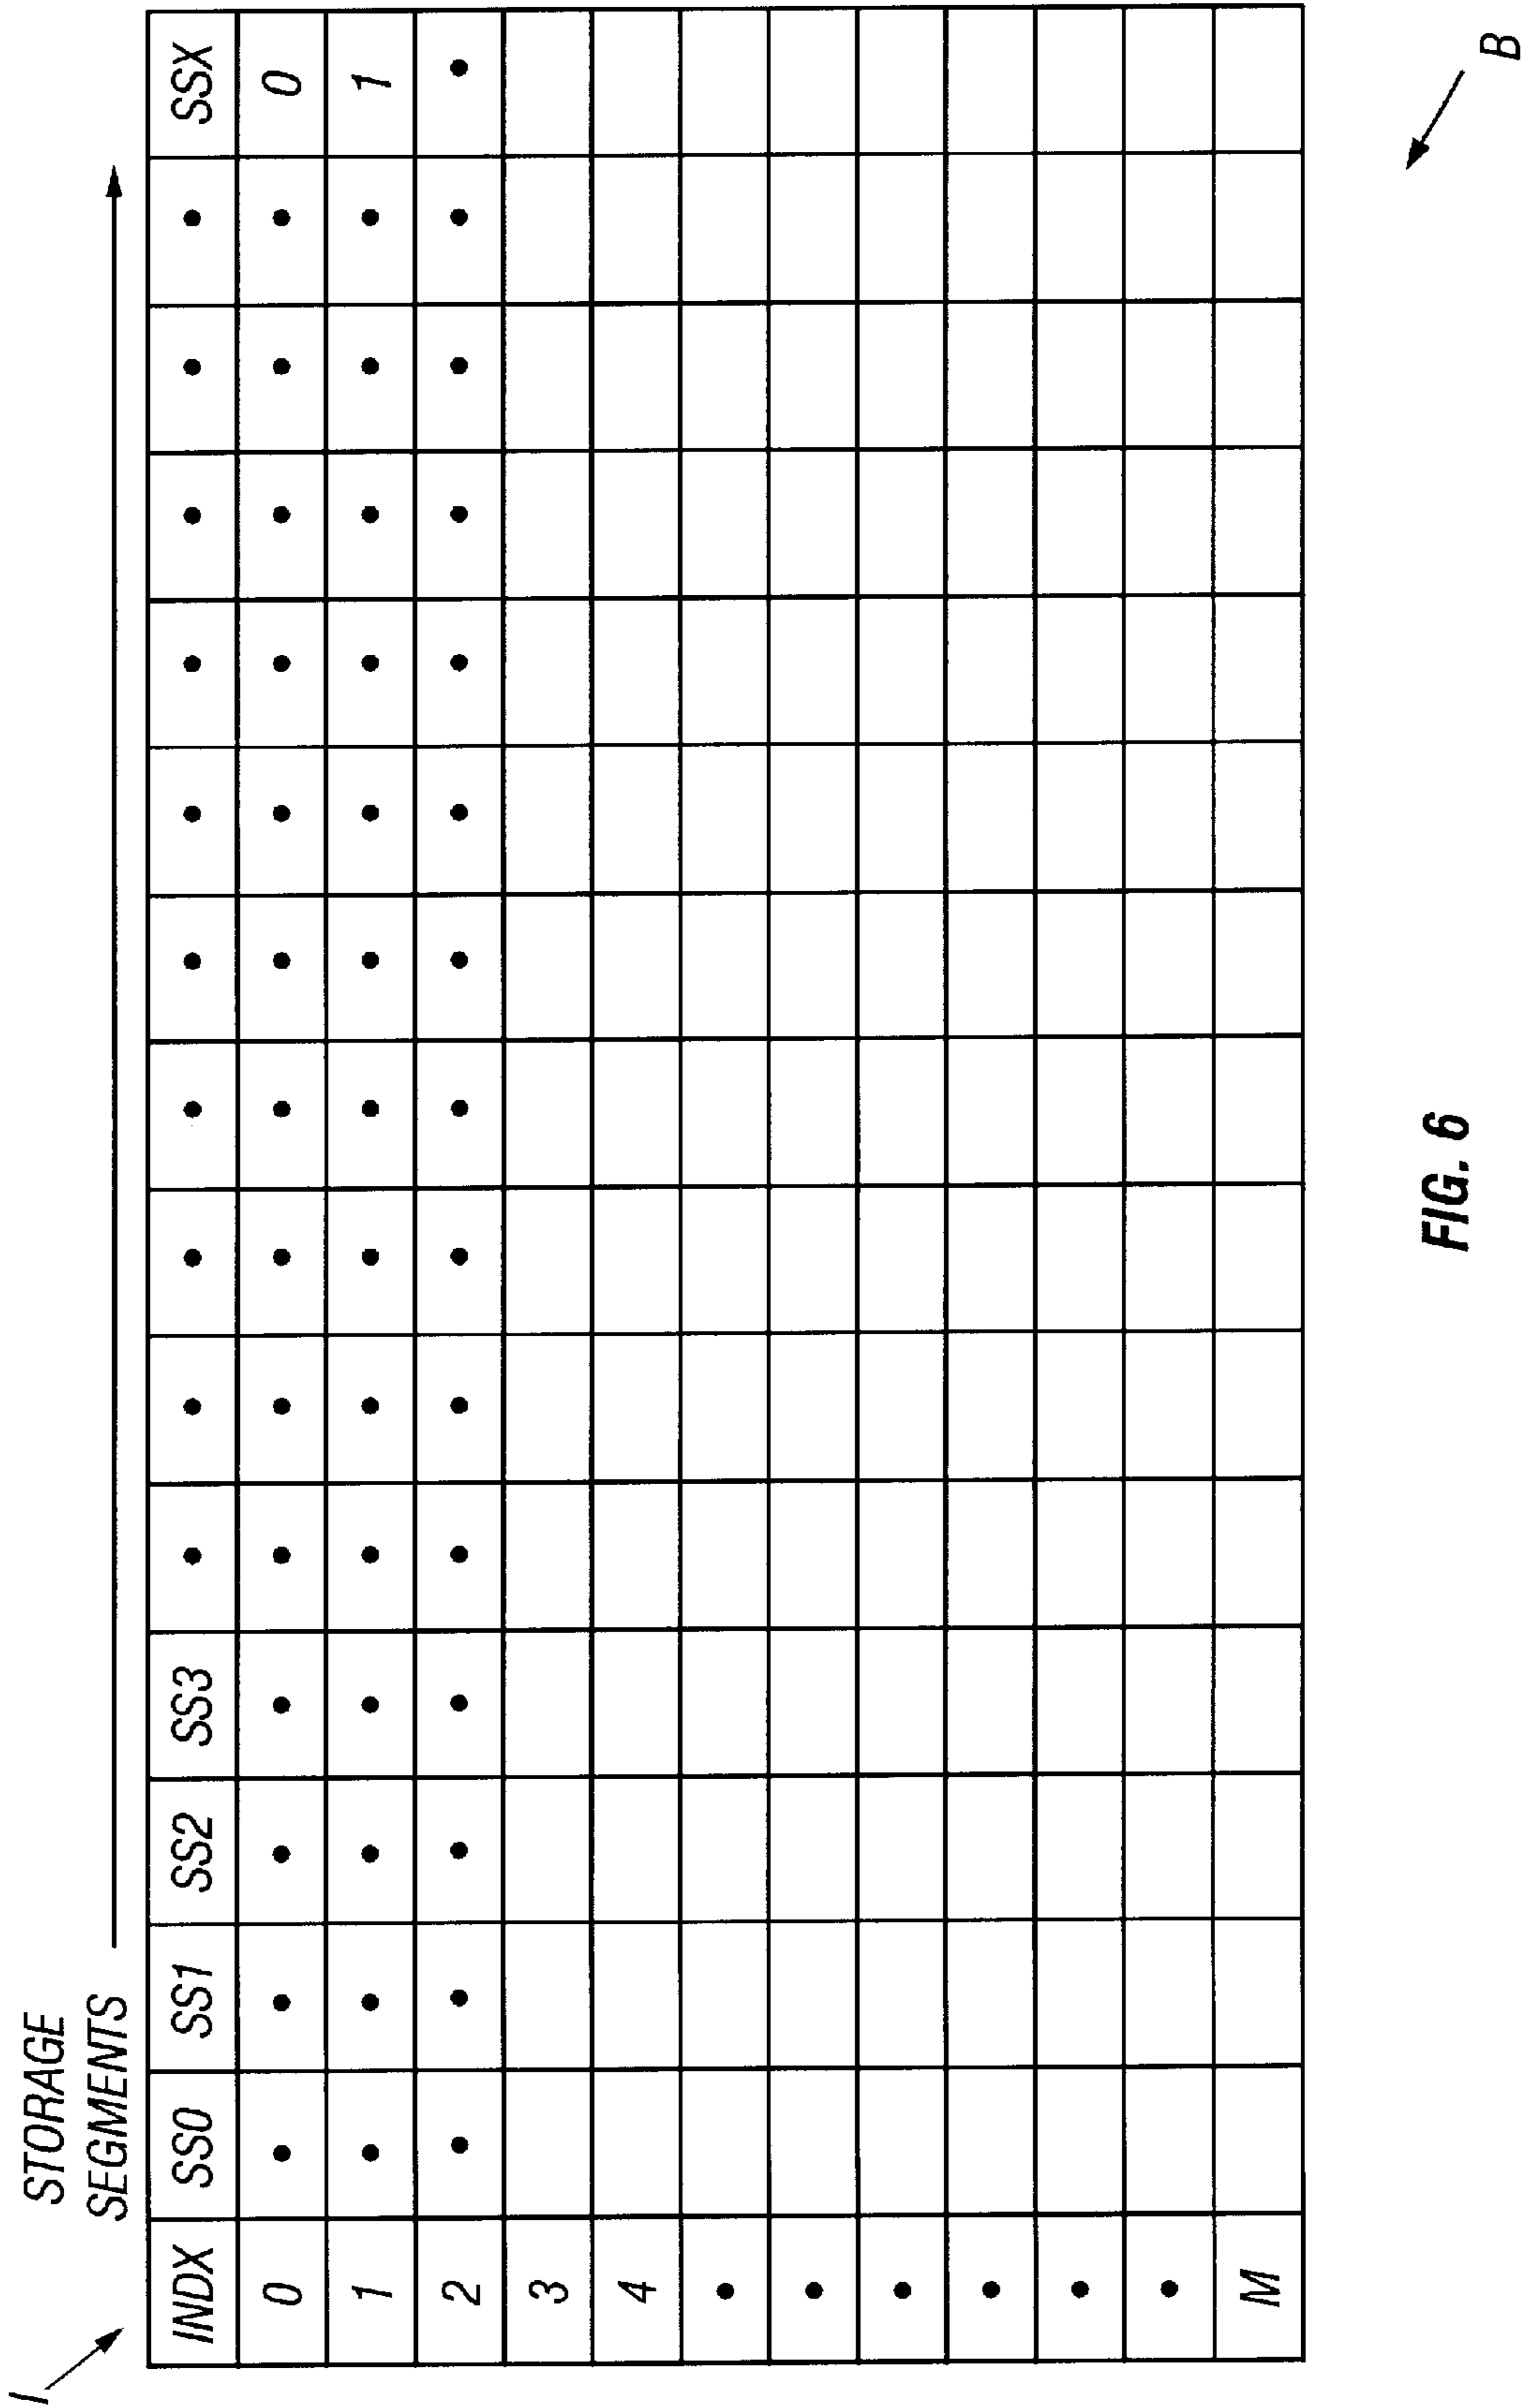 I
STORAGE
SEGMENTS
INDX SS0 SS1 SS2 SS3 • • • • • • • • • • SSX
0 • • • • • • • • • • • • • • 0
1 • • • • • • • • • • • • • • 1
2 • • • • • • • • • • • • • • •
3
4
•
•
•
•
•
•
M
FIG. 6
B